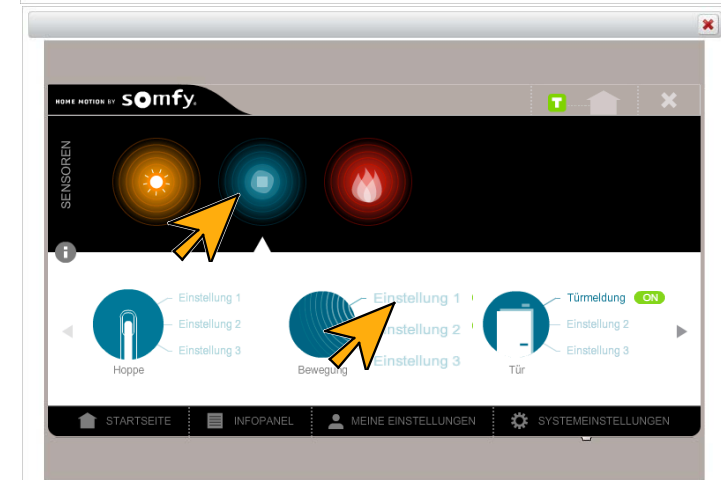 HOME MOTION BY somfy.
T
SENSOREN
i
Einstellung 1
Einstellung 2
Einstellung 3
Hoppe
Einstellung 1
Einstellung 2
Einstellung 3
Bewegung
Türmeldung ON
Einstellung 2
Einstellung 3
Tür
STARTSEITE INFOPANEL MEINE EINSTELLUNGEN SYSTEMEINSTELLUNGEN